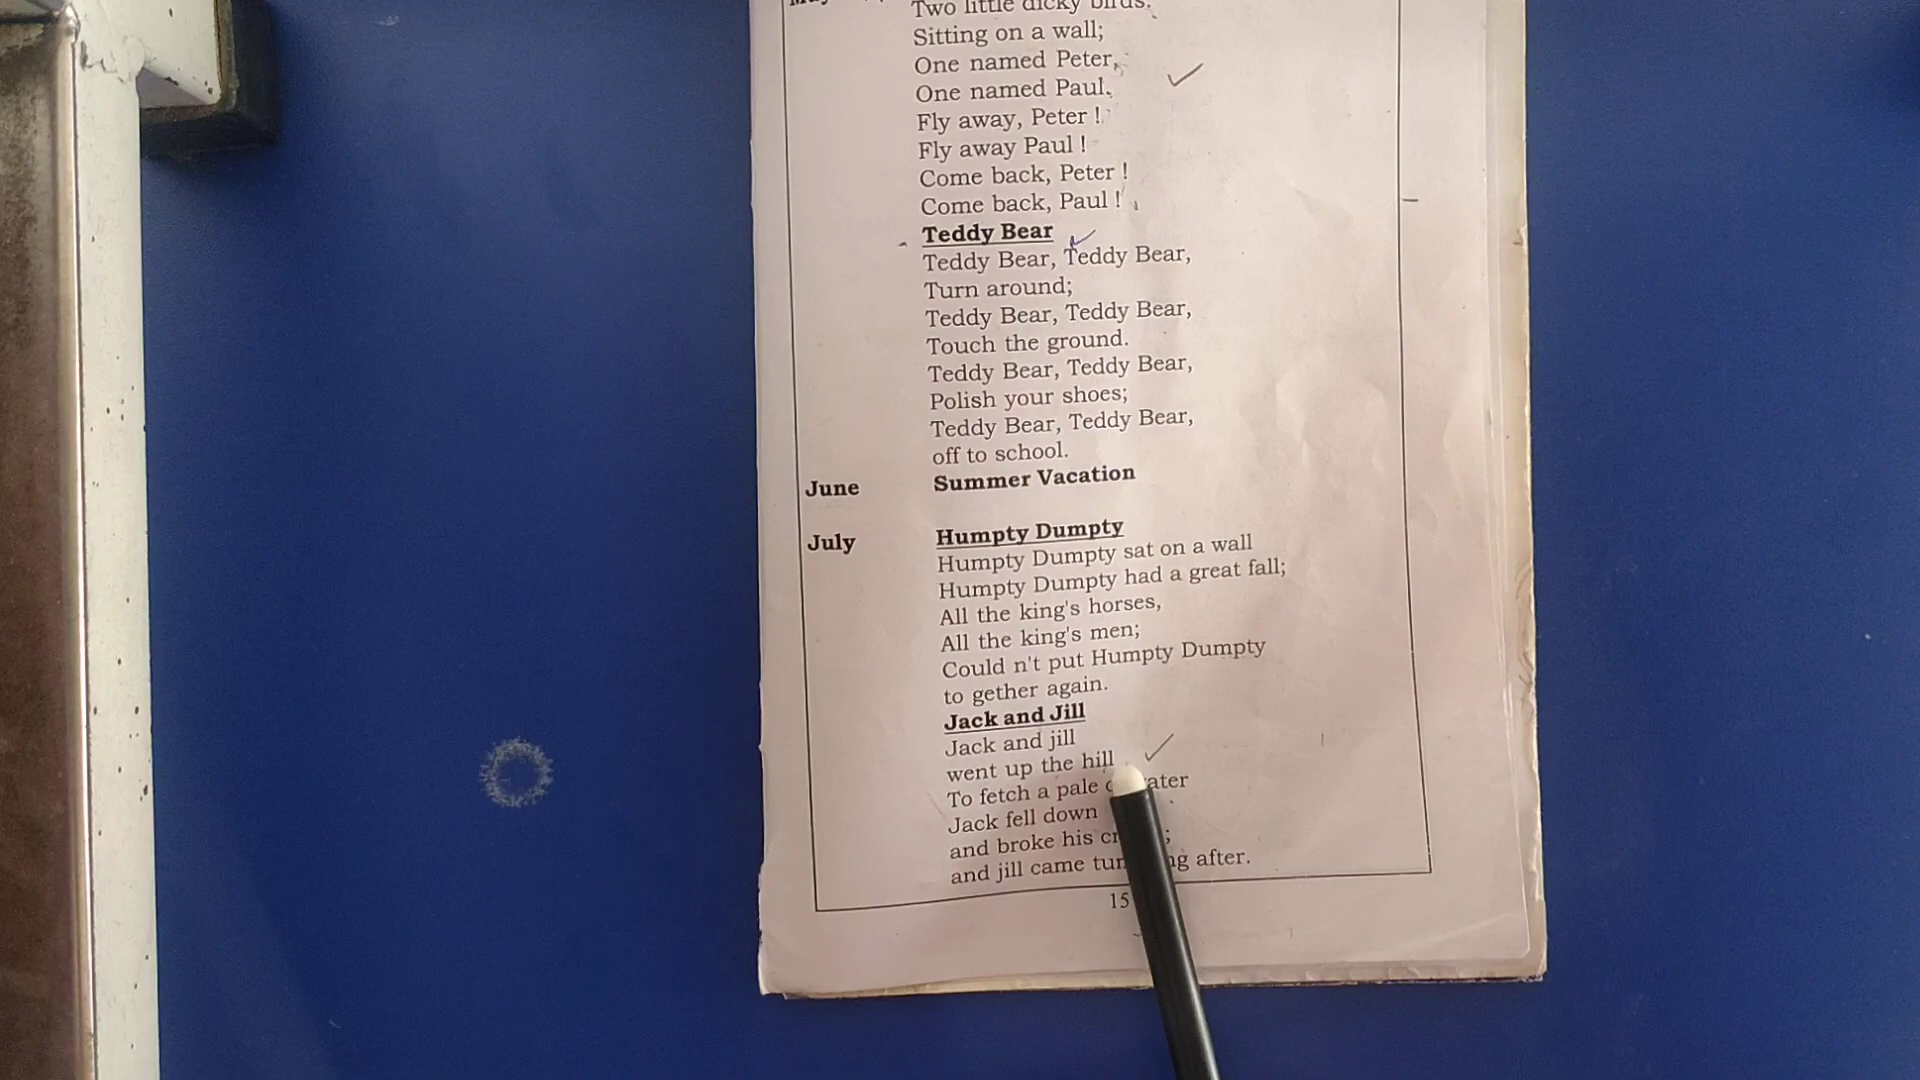 Two little dicky birds.
Sitting on a wall;
One named Peter,
One named Paul.
Fly away, Peter !
Fly away Paul !
Come back, Peter !
Come back, Paul !
Teddy Bear
Teddy Bear, Teddy Bear,
Turn around;
Teddy Bear, Teddy Bear,
Touch the ground.
Teddy Bear, Teddy Bear,
Polish your shoes;
Teddy Bear, Teddy Bear,
off to school.
June Summer Vacation
July Humpty Dumpty
Humpty Dumpty sat on a wall
Humpty Dumpty had a great fall;
All the king's horses,
All the king's men;
Could n't put Humpty Dumpty
to gether again.
Jack and Jill
Jack and jill
went up the hill
To fetch a pale
Jack fell down
and broke his
and jill came after.
15